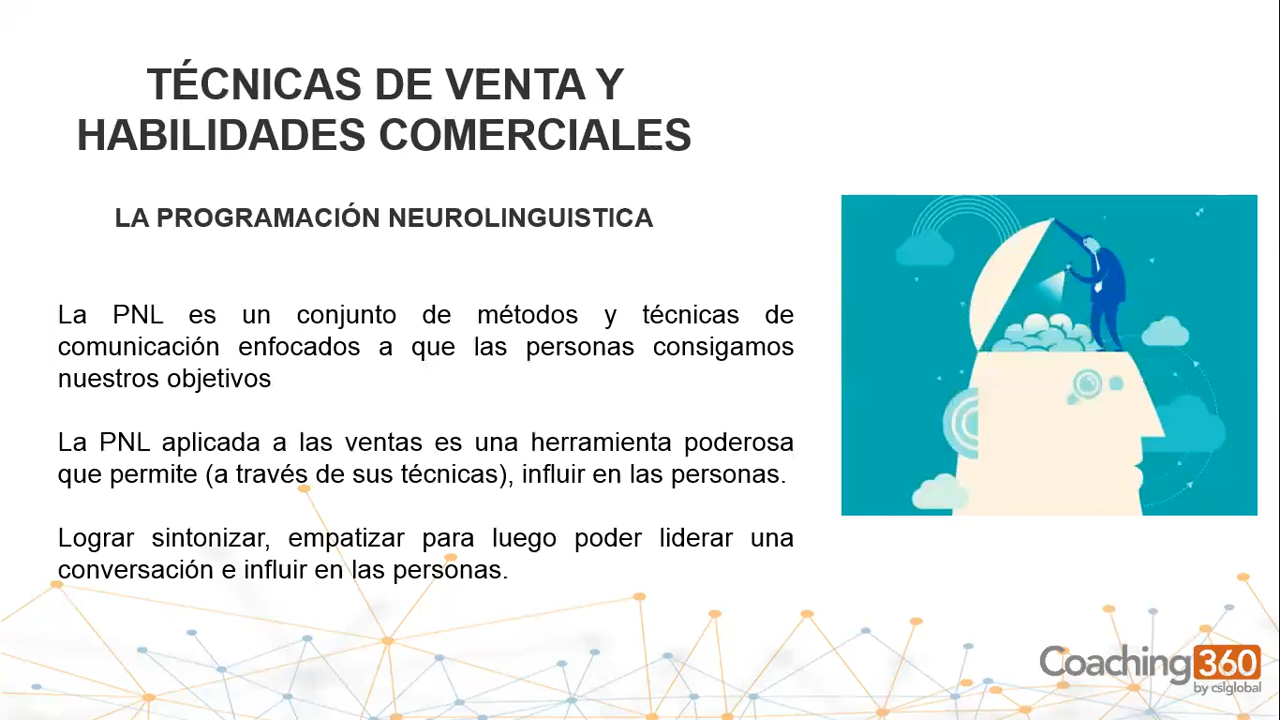 TÉCNICAS DE VENTA Y
HABILIDADES COMERCIALES
LA PROGRAMACIÓN NEUROLINGUISTICA
La PNL es un conjunto de métodos y técnicas de
comunicación enfocados a que las personas consigamos
nuestros objetivos
La PNL aplicada a las ventas es una herramienta poderosa
que permite (a través de sus técnicas), influir en las personas.
Lograr sintonizar, empatizar para luego poder liderar una
conversación e influir en las personas.
Coaching360
by cslglobal